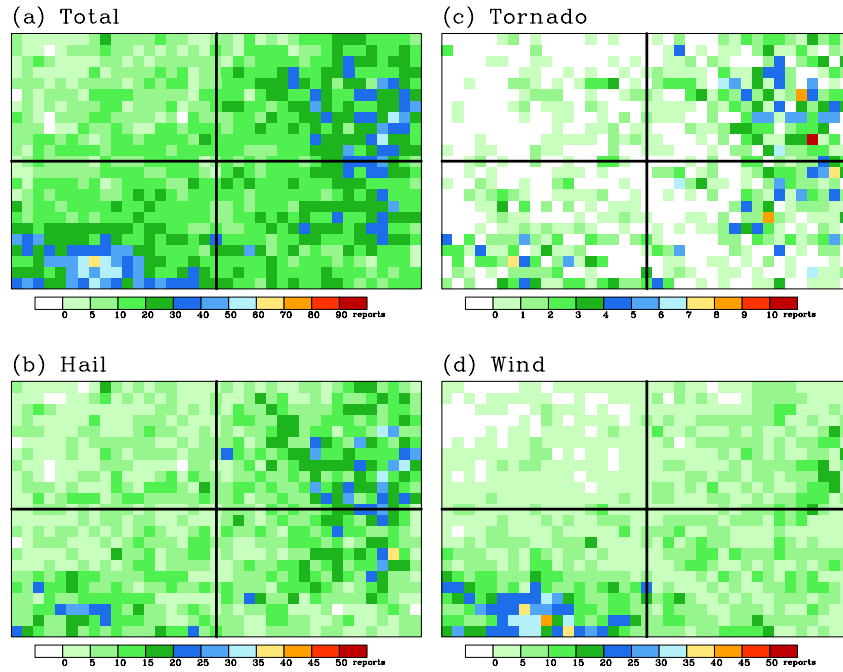 (a) Total
(c) Tornado
0 5 10 20 30 40 50 60 70 80 90 reports
0 1 2 3 4 5 6 7 8 9 10 reports
(b) Hail
(d) Wind
0 5 10 15 20 25 30 35 40 45 50 reports
0 5 10 15 20 25 30 35 40 45 50 reports